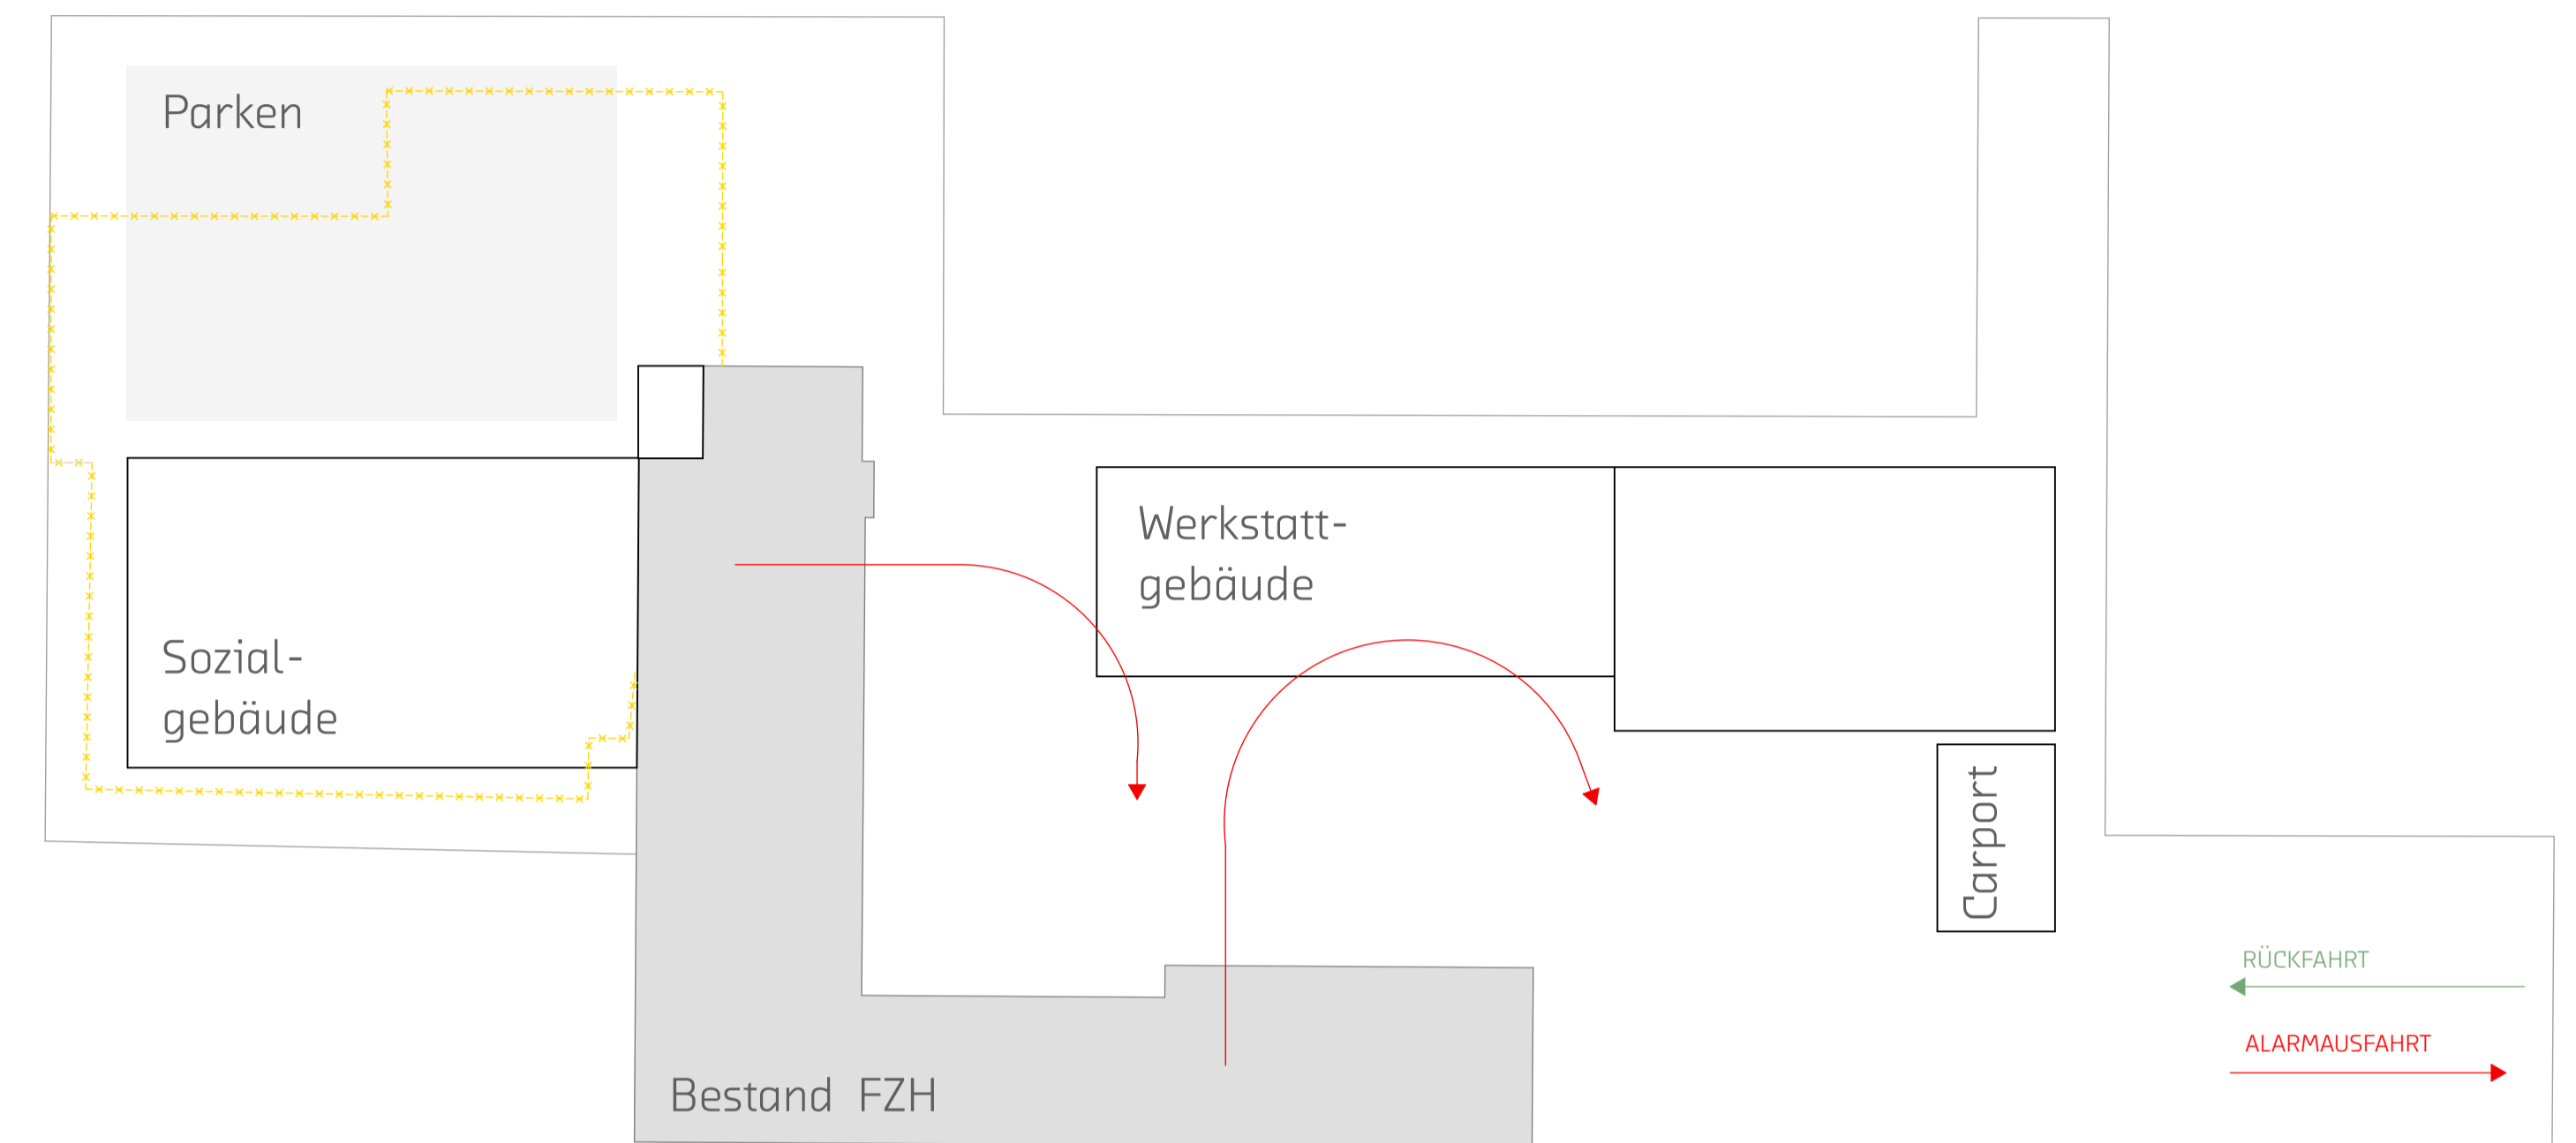 Parken
Werkstatt-
gebäude
Sozial-
gebäude
Carport
RÜCKFAHRT
ALARMAUSFAHRT
Bestand FZH